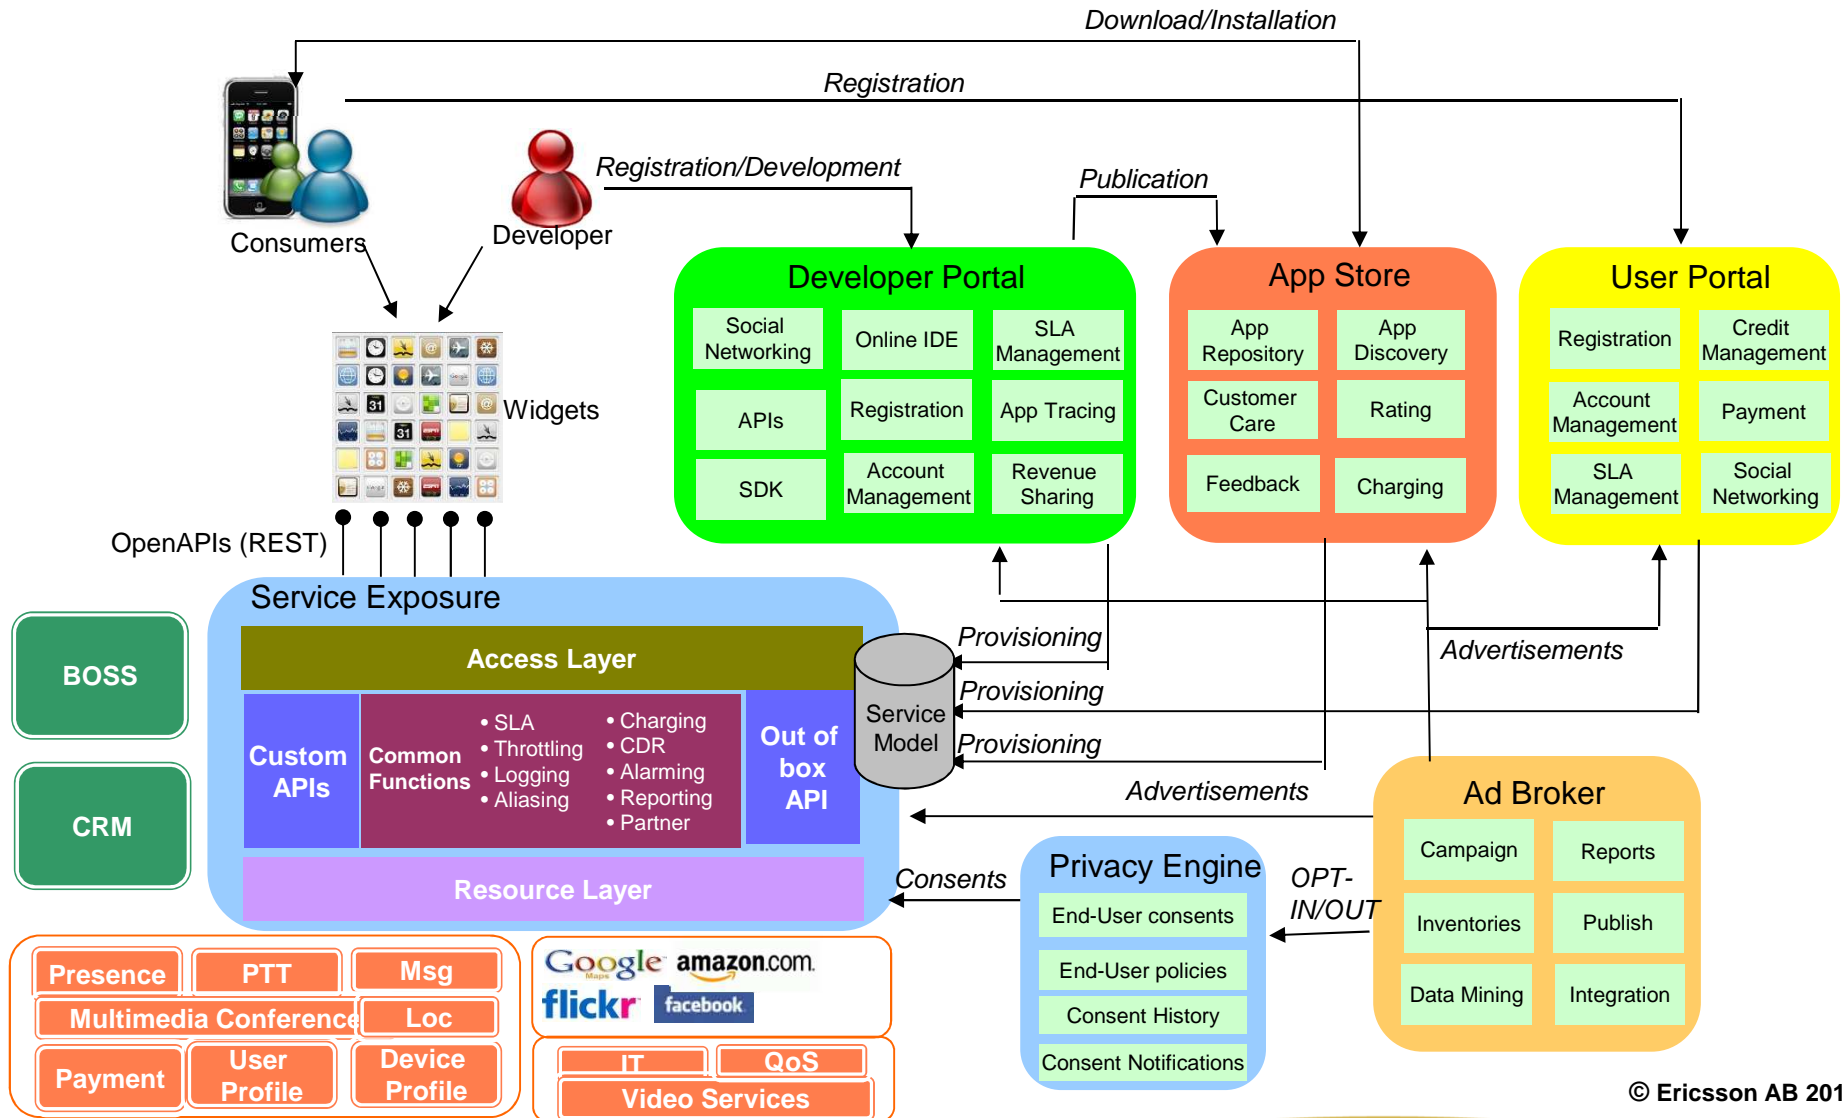 Download/Installation
Registration
Registration/Development
Publication
Consumers
Developer
Widgets
OpenAPIs (REST)
Developer Portal
Social
Networking
Online IDE
SLA
Management
APIs
Registration
App Tracing
SDK
Account
Management
Revenue
Sharing
App Store
App
Repository
App
Discovery
Customer
Care
Rating
Feedback
Charging
User Portal
Registration
Credit
Management
Account
Management
Payment
SLA
Management
Social
Networking
Service Exposure
Access Layer
Custom
APIs
Common
Functions
• SLA
• Throttling
• Logging
• Aliasing
• Charging
• CDR
• Alarming
• Reporting
• Partner
Out of
box
API
Resource Layer
Service
Model
Provisioning
Provisioning
Provisioning
Advertisements
Advertisements
Consents
OPT-
IN/OUT
BOSS
CRM
Privacy Engine
End-User consents
End-User policies
Consent History
Consent Notifications
Ad Broker
Campaign
Reports
Inventories
Publish
Data Mining
Integration
Presence
PTT
Msg
Multimedia Conference
Loc
Payment
User
Profile
Device
Profile
Google
Maps
amazon.com.
flickr
facebook
IT
QoS
Video Services
© Ericsson AB 201